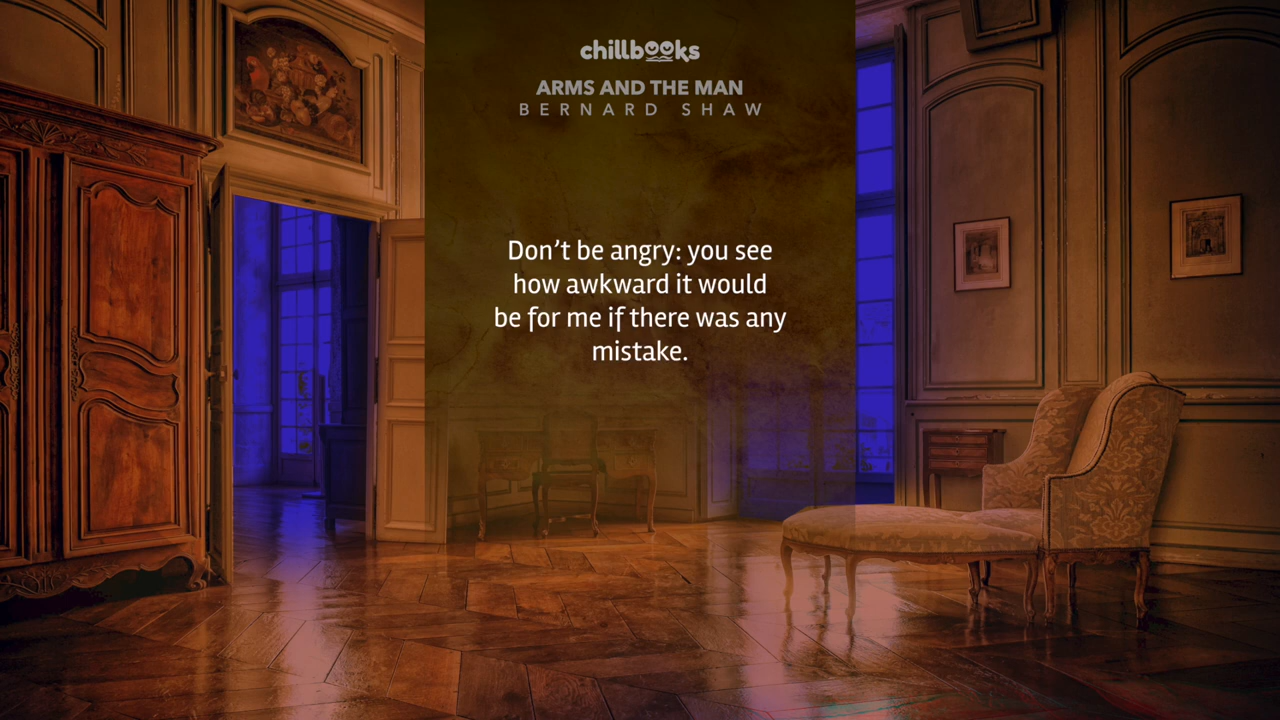 chillbooks
ARMS AND THE MAN
BERNARD SHAW
Don’t be angry: you see
how awkward it would
be for me if there was any
mistake.